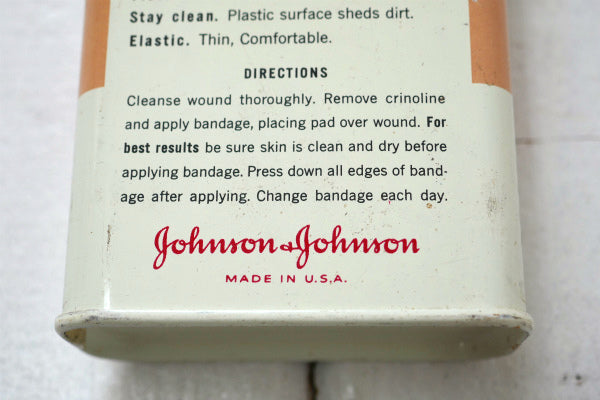 Stay clean. Plastic surface sheds dirt.
Elastic. Thin, Comfortable.
DIRECTIONS
Cleanse wound thoroughly. Remove crinoline
and apply bandage, placing pad over wound. For
best results be sure skin is clean and dry before
applying bandage. Press down all edges of band-
age after applying. Change bandage each day.
Johnson & Johnson
MADE IN U.S.A.